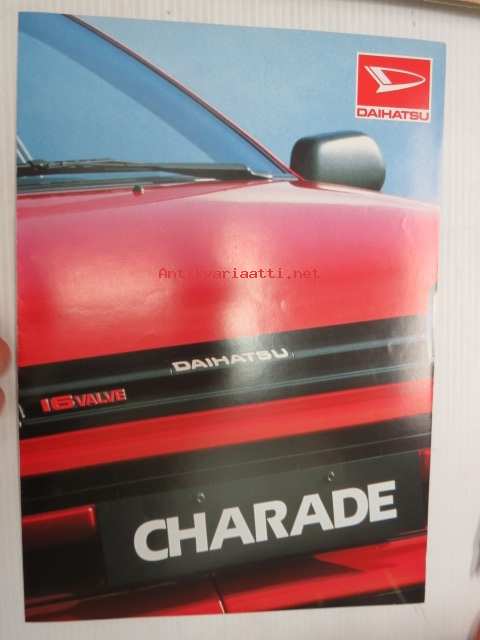 DAIHATSU
Antikvariaatti.net
DAIHATSU
16 VALVE
CHARADE